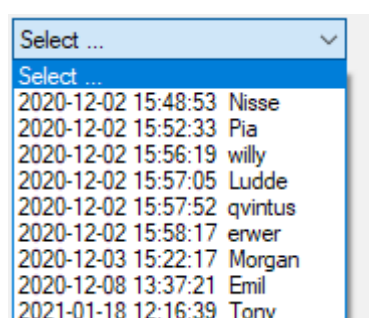 Select ...
Select ...
2020-12-02 15:48:53 Nisse
2020-12-02 15:52:33 Pia
2020-12-02 15:56:19 willy
2020-12-02 15:57:05 Ludde
2020-12-02 15:57:52 qvintus
2020-12-02 15:58:17 erwer
2020-12-03 15:22:17 Morgan
2020-12-08 13:37:21 Emil
2021-01-18 12:16:39 Tony